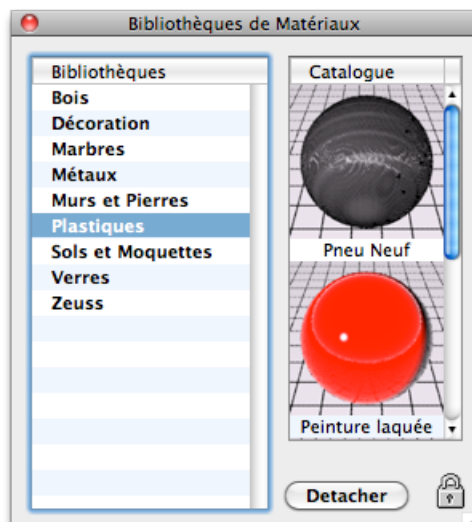 Bibliothèques de Matériaux
Bibliothèques
Bois
Décoration
Marbres
Métaux
Murs et Pierres
Plastiques
Sols et Moquettes
Verres
Zeuss
Catalogue
Pneu Neuf
Peinture laquée
Detacher